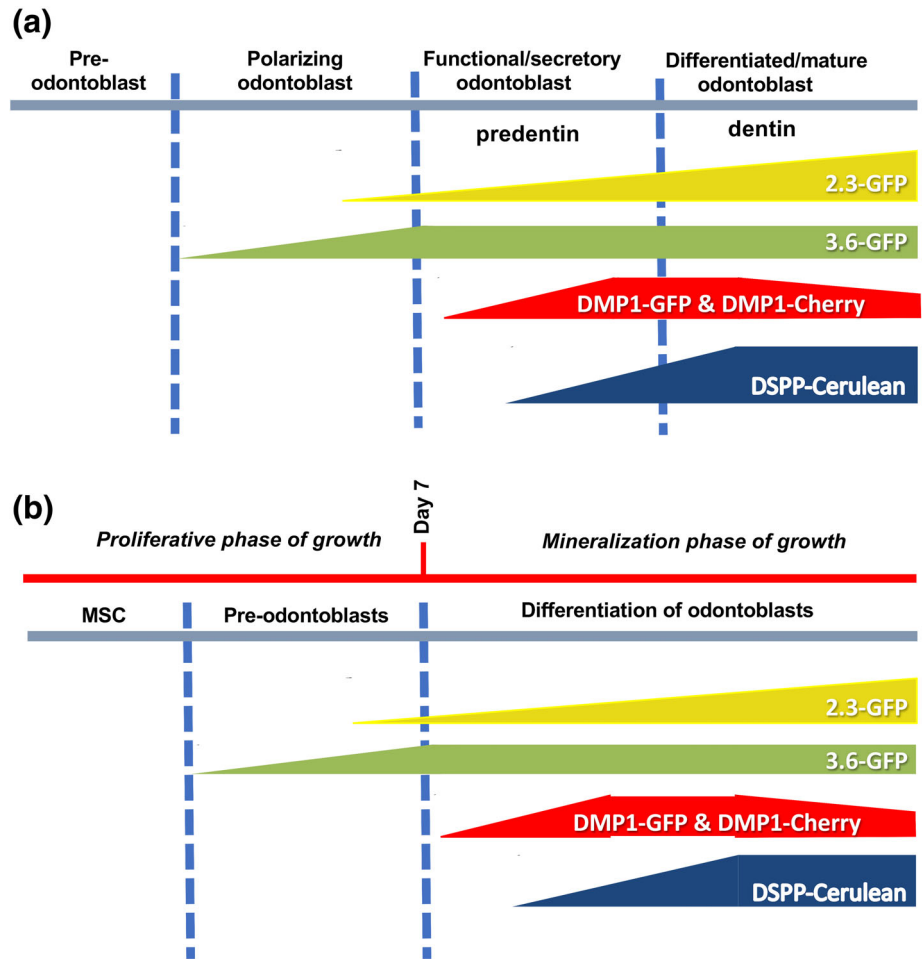 (a)
Pre-
odontoblast
Polarizing
odontoblast
Functional/secretory
odontoblast
Differentiated/mature
odontoblast
predentin
dentin
2.3-GFP
3.6-GFP
DMP1-GFP & DMP1-Cherry
DSPP-Cerulean
(b)
Day 7
Proliferative phase of growth
Mineralization phase of growth
MSC
Pre-odontoblasts
Differentiation of odontoblasts
2.3-GFP
3.6-GFP
DMP1-GFP & DMP1-Cherry
DSPP-Cerulean